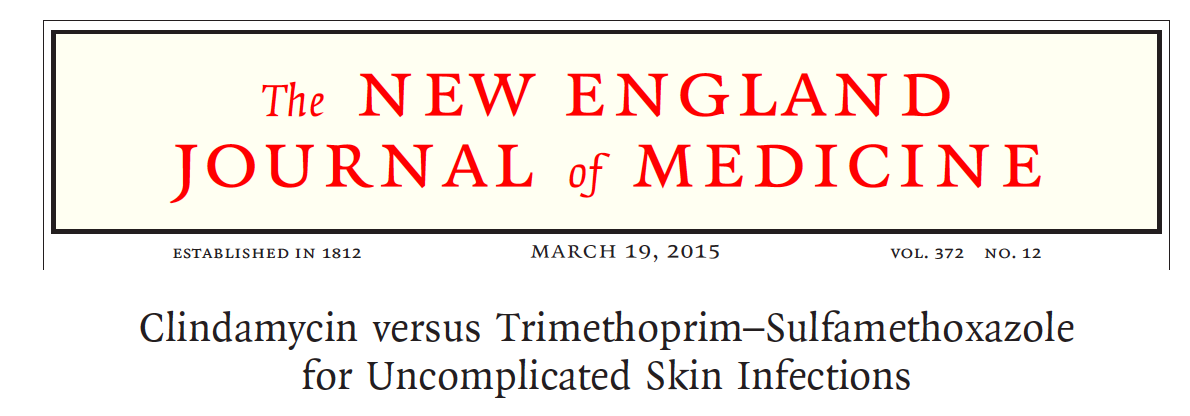 The NEW ENGLAND
JOURNAL of MEDICINE
ESTABLISHED IN 1812 MARCH 19, 2015 VOL. 372 NO. 12
Clindamycin versus Trimethoprim–Sulfamethoxazole
for Uncomplicated Skin Infections